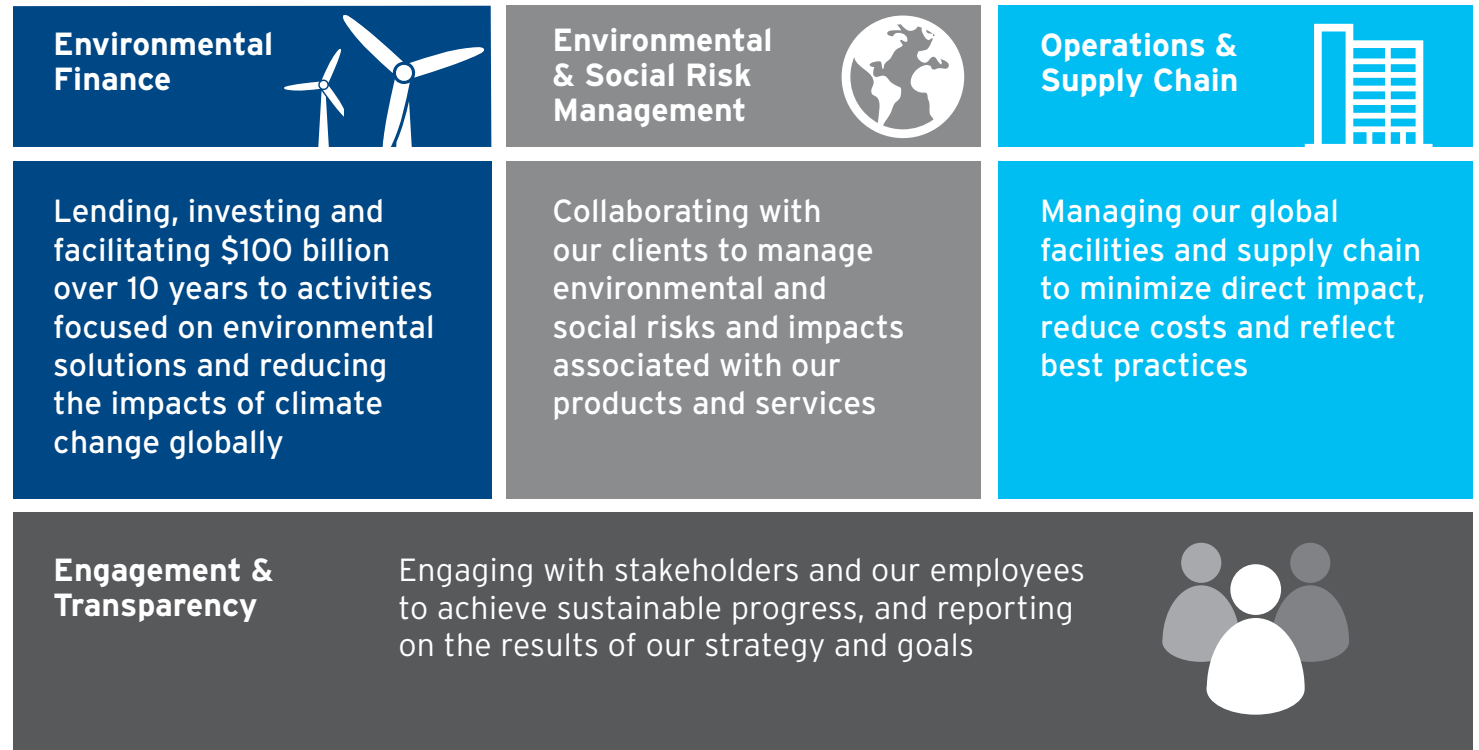 Environmental
Finance
Environmental
& Social Risk
Management
Operations &
Supply Chain
Lending, investing and
facilitating $100 billion
over 10 years to activities
focused on environmental
solutions and reducing
the impacts of climate
change globally
Collaborating with
our clients to manage
environmental and
social risks and impacts
associated with our
products and services
Managing our global
facilities and supply chain
to minimize direct impact,
reduce costs and reflect
best practices
Engagement &
Transparency
Engaging with stakeholders and our employees
to achieve sustainable progress, and reporting
on the results of our strategy and goals